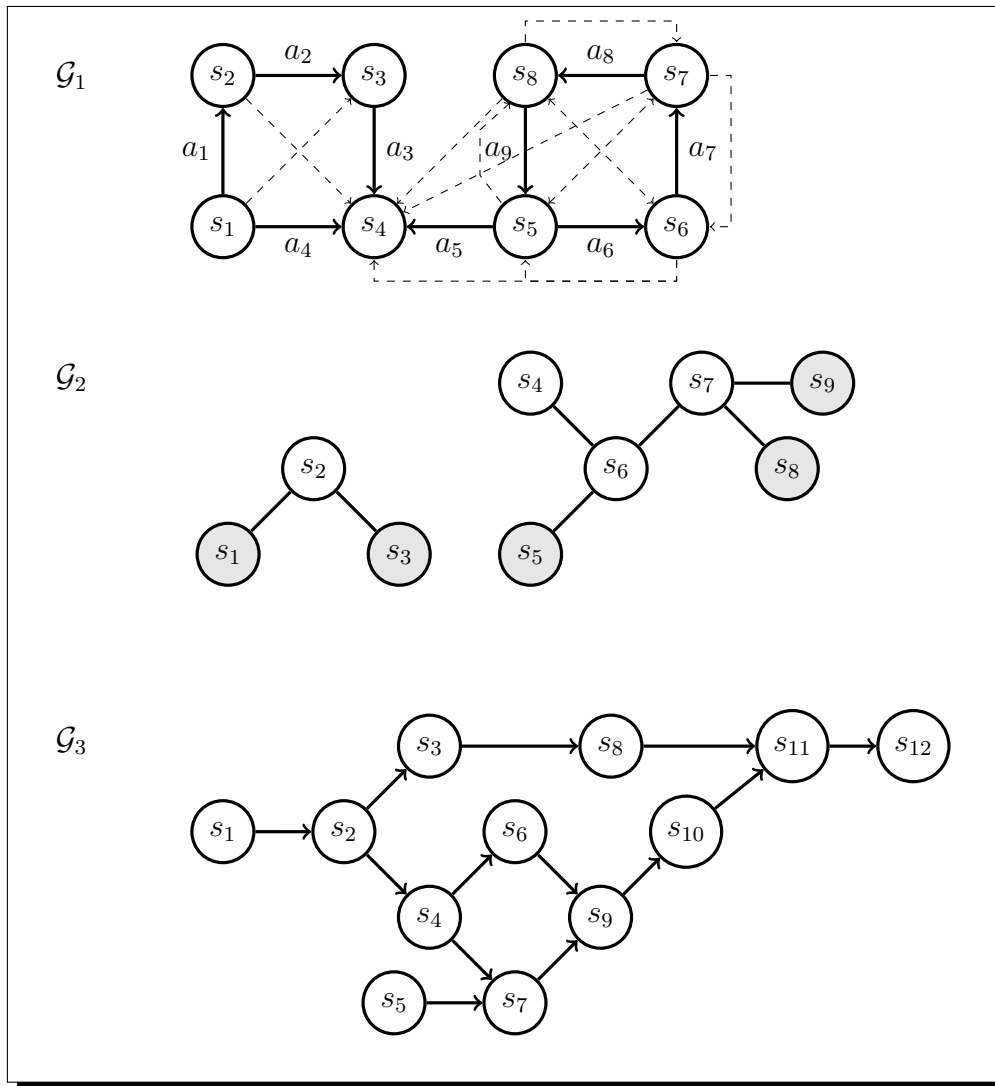 𝒢₁ s₂ a₂ s₃ s₈ a₈ s₇
a₁ a₃ a₉ a₇
s₁ a₄ s₄ a₅ s₅ a₆ s₆
𝒢₂ s₄ s₇ s₉
s₂ s₆ s₈
s₁ s₃ s₅
𝒢₃ s₃ s₈ s₁₁ s₁₂
s₁ s₂ s₆ s₁₀
s₄ s₉
s₅ s₇